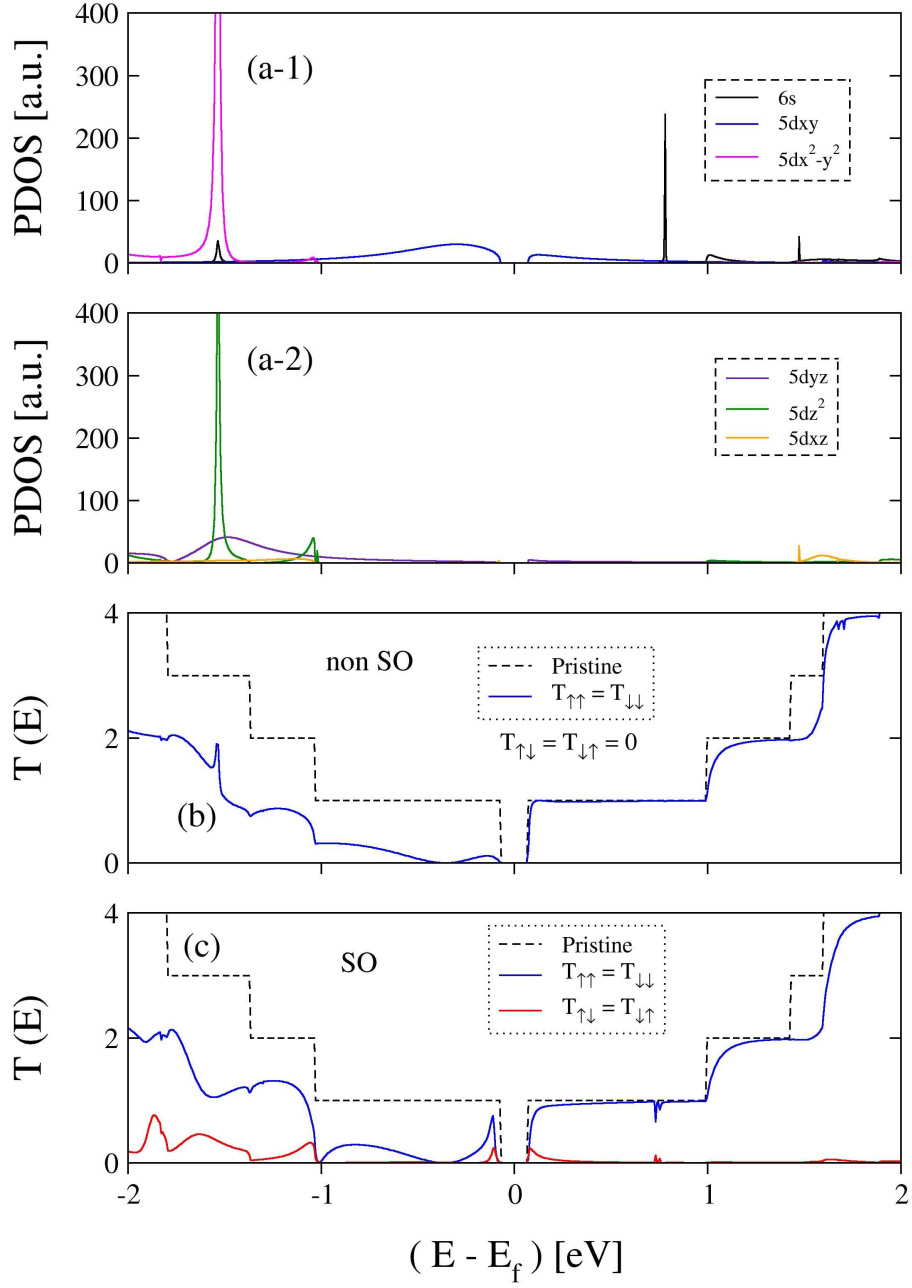 PDOS [a.u.]
400
300
200
100
0
(a-1)
6s
5dxy
5dx²-y²
PDOS [a.u.]
400
300
200
100
0
(a-2)
5dyz
5dz²
5dxz
T (E)
4
2
0
non SO
Pristine
T↑↑ = T↓↓
T↑↓ = T↓↑ = 0
(b)
T (E)
4
2
0
(c)
SO
Pristine
T↑↑ = T↓↓
T↑↓ = T↓↑
-2 -1 0 1 2
( E - E_f ) [eV]